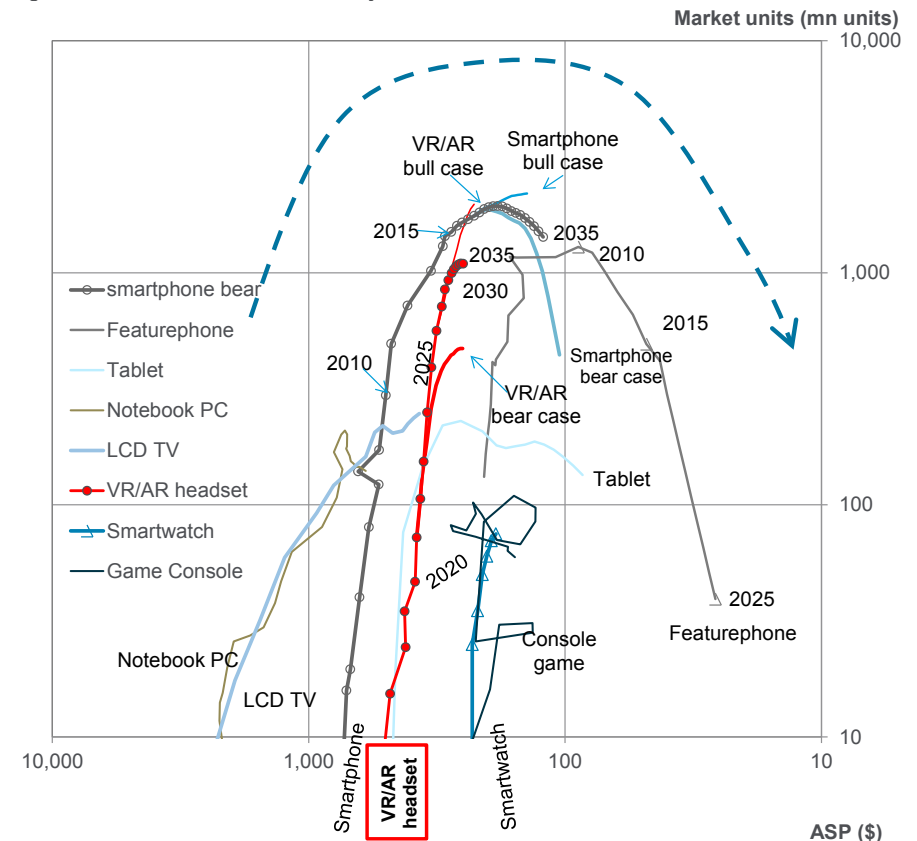 Market units (mn units)
10,000
VR/AR
bull case
Smartphone
bull case
2015
2035
2010
2035
1,000
2030
smartphone bear
Featurephone
2015
2025
2010
Smartphone
bear case
Tablet
VR/AR
bear case
Notebook PC
LCD TV
Tablet
VR/AR headset
100
Smartwatch
2020
Game Console
2025
Featurephone
Console
game
Notebook PC
LCD TV
10
10,000
1,000
100
10
Smartphone
VR/AR
headset
Smartwatch
ASP ($)